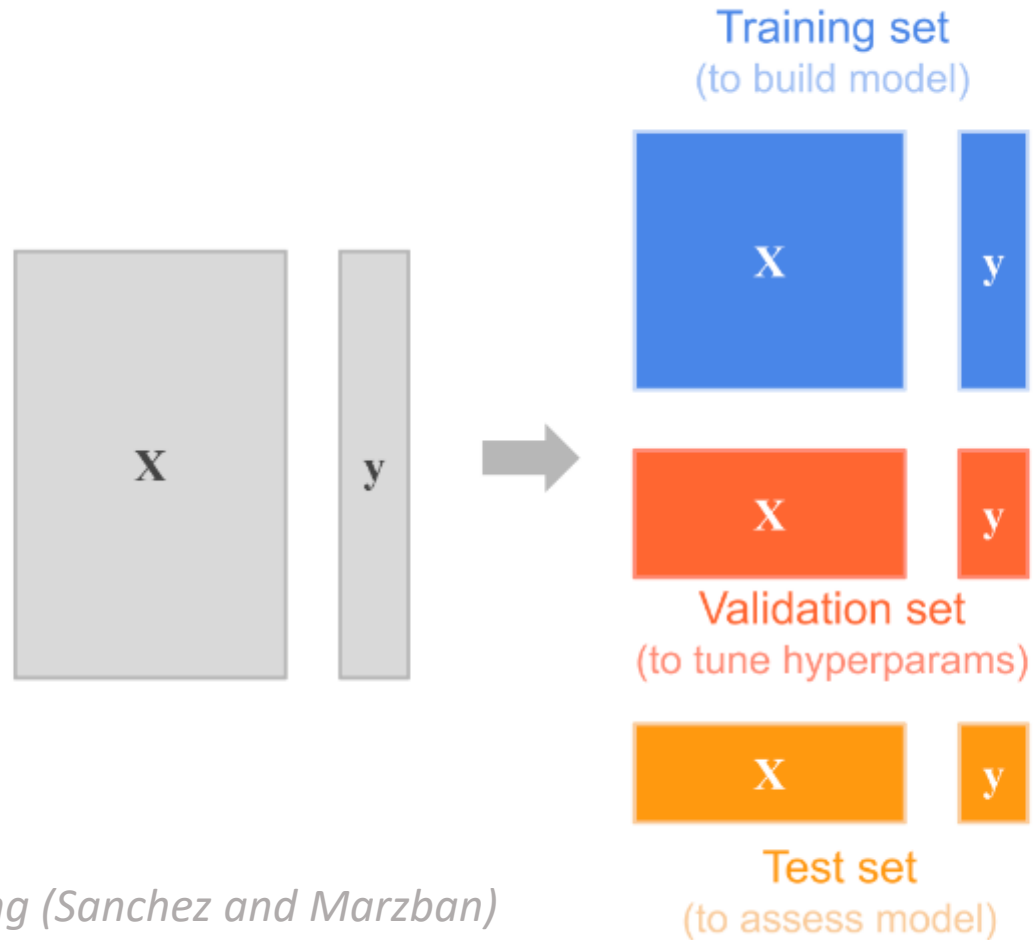 Training set
(to build model)
X y
X y
X y
Validation set
(to tune hyperparams)
X y
Test set
(to assess model)
(Sanchez and Marzban)